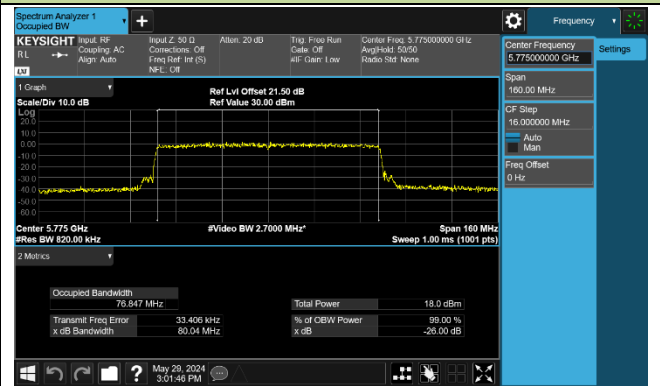 Spectrum Analyzer 1
Occupied BW
Frequency
KEYSIGHT
RL
LXI
Input: RF
Coupling: AC
Align: Auto
Input Z: 50 Ω
Corrections: Off
Freq Ref: Int (S)
NFE: Off
Atten: 20 dB
Trig: Free Run
Gate: Off
#IF Gain: Low
Center Freq: 5.775000000 GHz
Avg|Hold: 50/50
Radio Std: None
Center Frequency
5.775000000 GHz
Settings
Span
160.00 MHz
CF Step
16.000000 MHz
Auto
Man
Freq Offset
0 Hz
1 Graph
Scale/Div 10.0 dB
Ref Lvl Offset 21.50 dB
Ref Value 30.00 dBm
Log
20.0
10.0
0.00
-10.0
-20.0
-30.0
-40.0
-50.0
-60.0
Center 5.775 GHz
#Video BW 2.7000 MHz*
Span 160 MHz
#Res BW 820.00 kHz
Sweep 1.00 ms (1001 pts)
2 Metrics
Occupied Bandwidth
76.847 MHz
Total Power 18.0 dBm
Transmit Freq Error 33.406 kHz
% of OBW Power 99.00 %
x dB Bandwidth 80.04 MHz
x dB -26.00 dB
?
May 29, 2024
3:01:46 PM